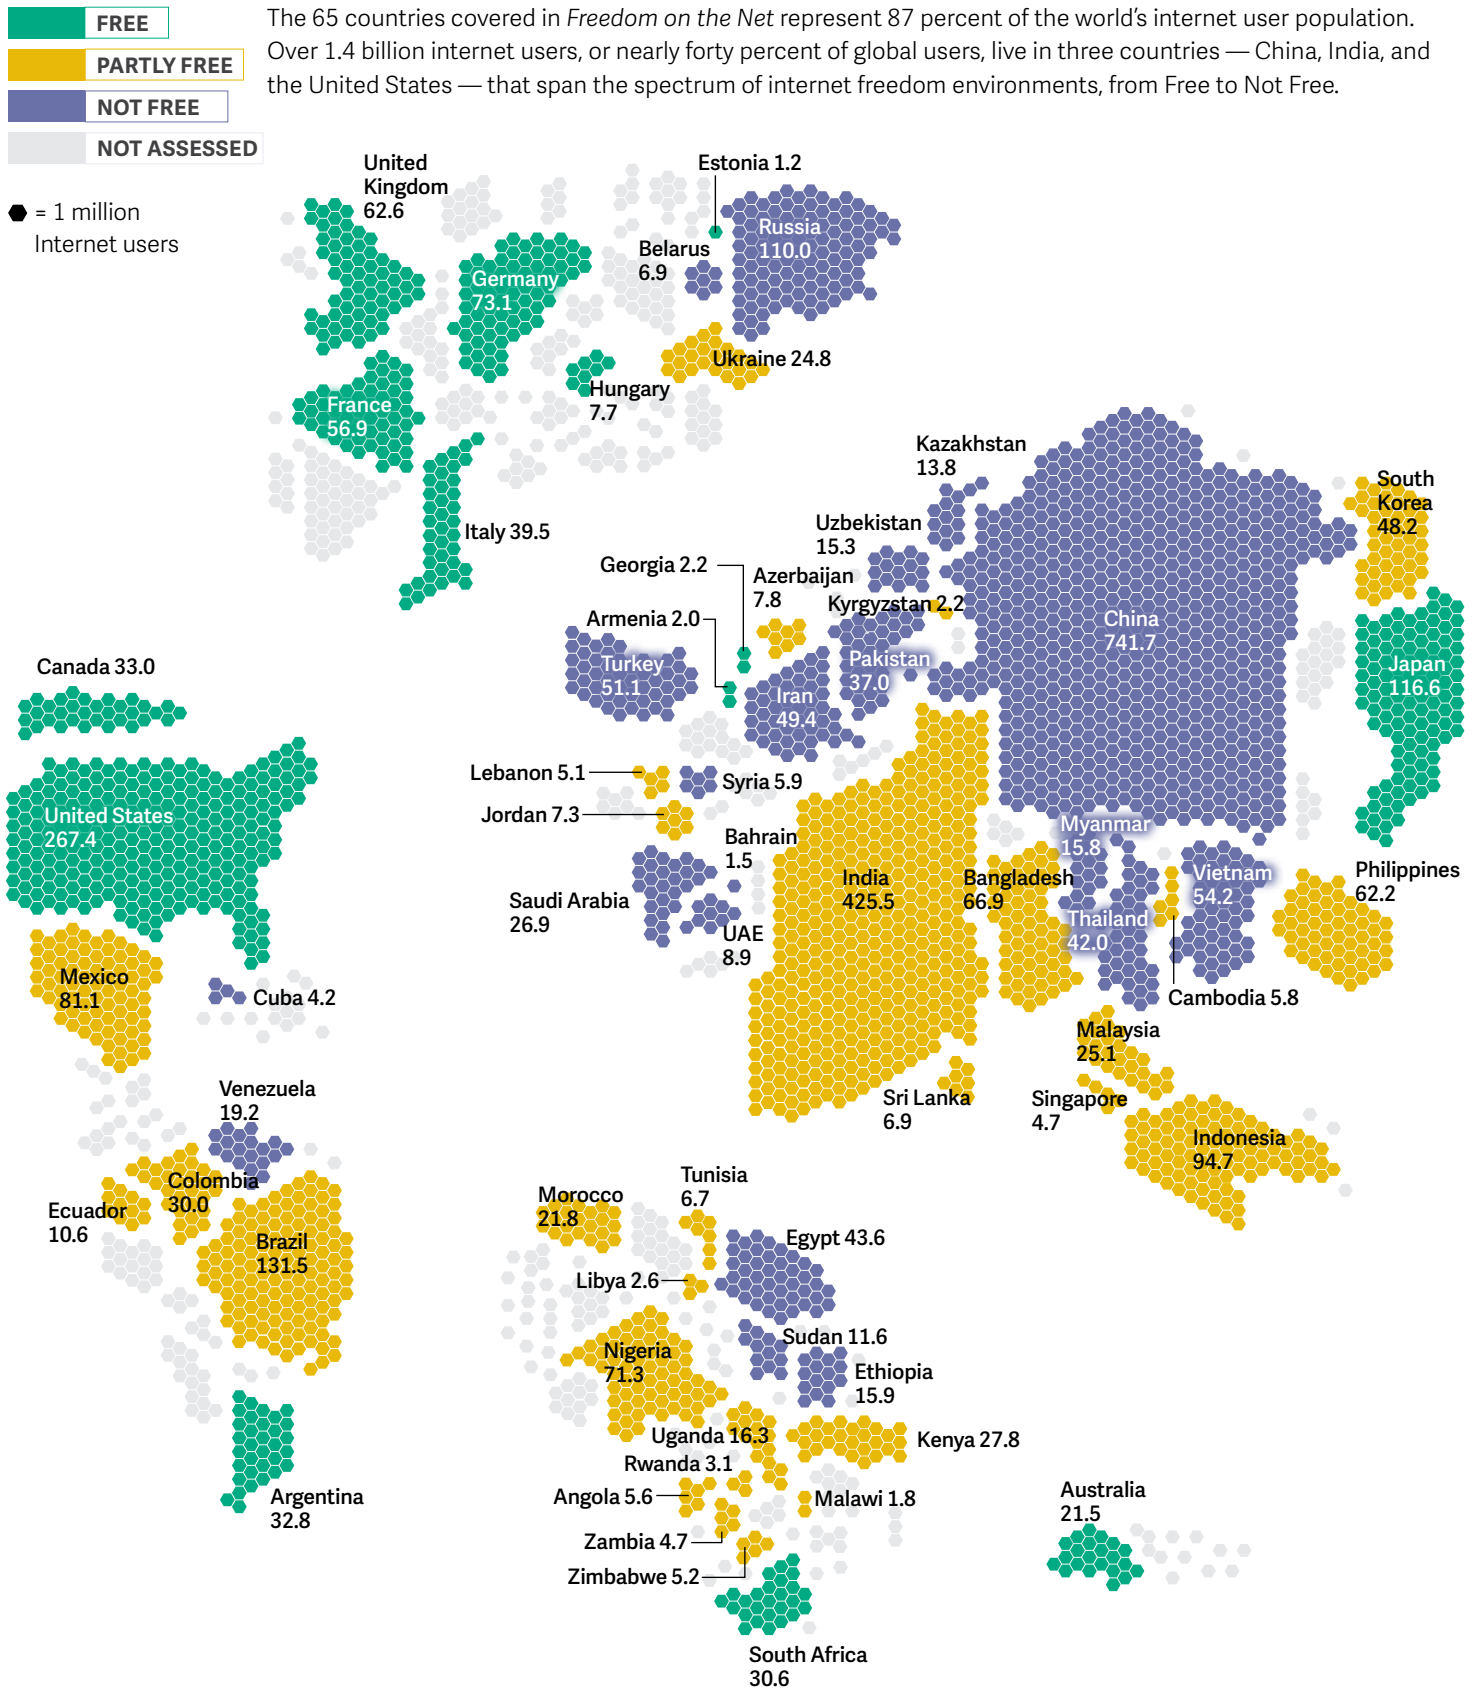 FREE
PARTLY FREE
NOT FREE
NOT ASSESSED
= 1 million
Internet users
The 65 countries covered in Freedom on the Net represent 87 percent of the world’s internet user population.
Over 1.4 billion internet users, or nearly forty percent of global users, live in three countries — China, India, and
the United States — that span the spectrum of internet freedom environments, from Free to Not Free.
United
Kingdom
62.6
Estonia 1.2
Russia
110.0
Belarus
6.9
Germany
73.1
Ukraine 24.8
Hungary
7.7
France
56.9
Italy 39.5
Kazakhstan
13.8
South
Korea
48.2
Uzbekistan
15.3
Georgia 2.2
Azerbaijan
7.8
Kyrgyzstan 2.2
Armenia 2.0
China
741.7
Turkey
51.1
Pakistan
37.0
Iran
49.4
Japan
116.6
Canada 33.0
Lebanon 5.1
Syria 5.9
Jordan 7.3
United States
267.4
Bahrain
1.5
Myanmar
15.8
India
425.5
Bangladesh
66.9
Vietnam
54.2
Philippines
62.2
Saudi Arabia
26.9
UAE
8.9
Thailand
42.0
Mexico
81.1
Cuba 4.2
Cambodia 5.8
Malaysia
25.1
Sri Lanka
6.9
Singapore
4.7
Indonesia
94.7
Venezuela
19.2
Colombia
30.0
Ecuador
10.6
Brazil
131.5
Argentina
32.8
Morocco
21.8
Tunisia
6.7
Egypt 43.6
Libya 2.6
Sudan 11.6
Nigeria
71.3
Ethiopia
15.9
Uganda 16.3
Kenya 27.8
Rwanda 3.1
Angola 5.6
Malawi 1.8
Zambia 4.7
Zimbabwe 5.2
South Africa
30.6
Australia
21.5